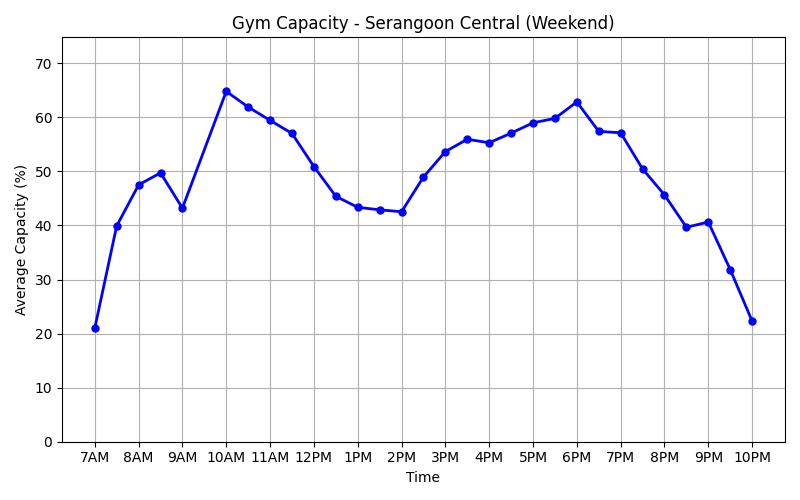 Gym Capacity - Serangoon Central (Weekend)
Average Capacity (%)
70
60
50
40
30
20
10
0
7AM 8AM 9AM 10AM 11AM 12PM 1PM 2PM 3PM 4PM 5PM 6PM 7PM 8PM 9PM 10PM
Time